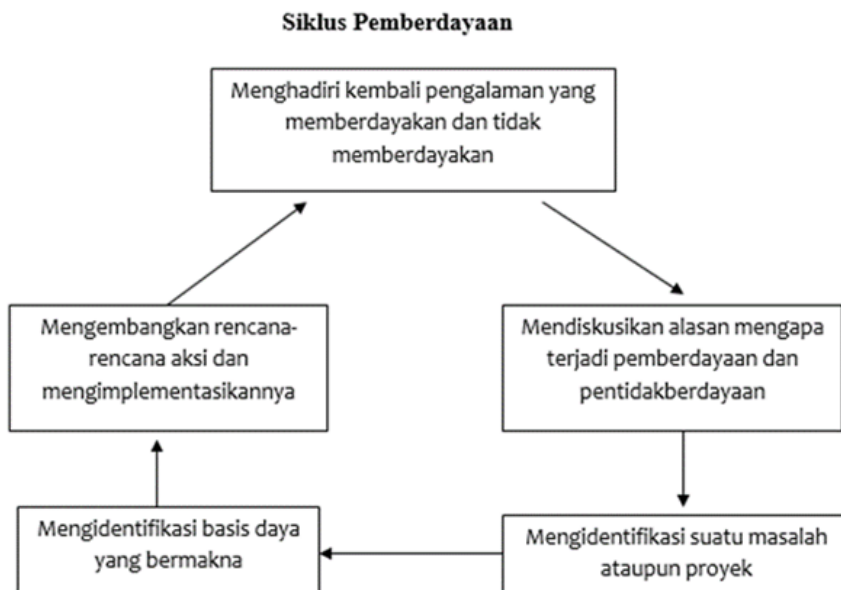 Siklus Pemberdayaan
Menghadiri kembali pengalaman yang
memberdayakan dan tidak
memberdayakan
Mendiskusikan alasan mengapa
terjadi pemberdayaan dan
pentidakberdayaan
Mengidentifikasi suatu masalah
ataupun proyek
Mengidentifikasi basis daya
yang bermakna
Mengembangkan rencana-
rencana aksi dan
mengimplementasikannya